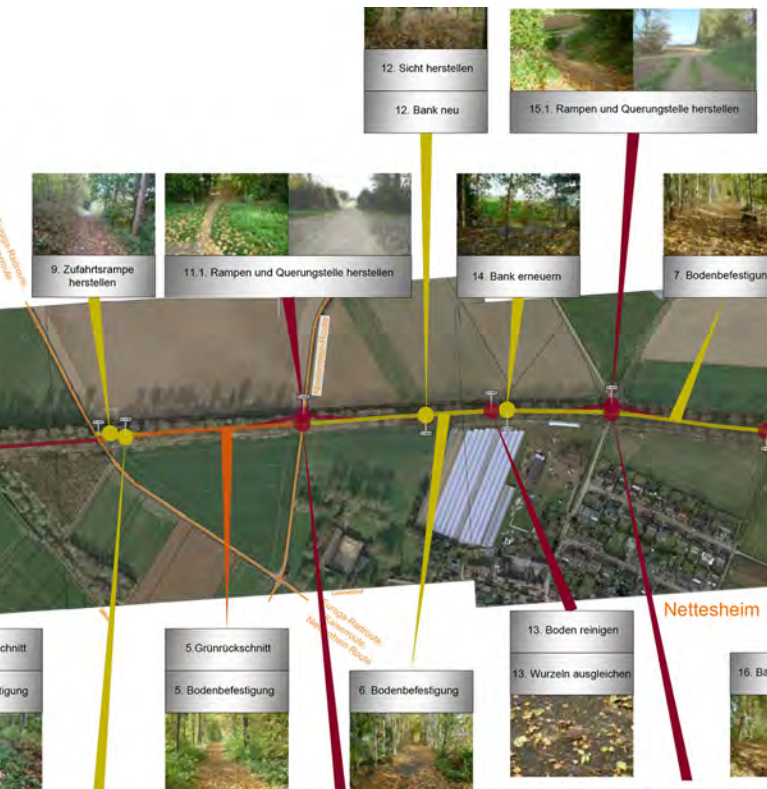 12. Sicht herstellen
12. Bank neu
15.1. Rampen und Querungstelle herstellen
9. Zufahrtsrampe
herstellen
11.1. Rampen und Querungstelle herstellen
14. Bank erneuern
7. Bodenbefestigun
Nettesheim
chnitt
tigung
5.Grünrückschnitt
5. Bodenbefestigung
6. Bodenbefestigung
13. Boden reinigen
13. Wurzeln ausgleichen
16. Ba